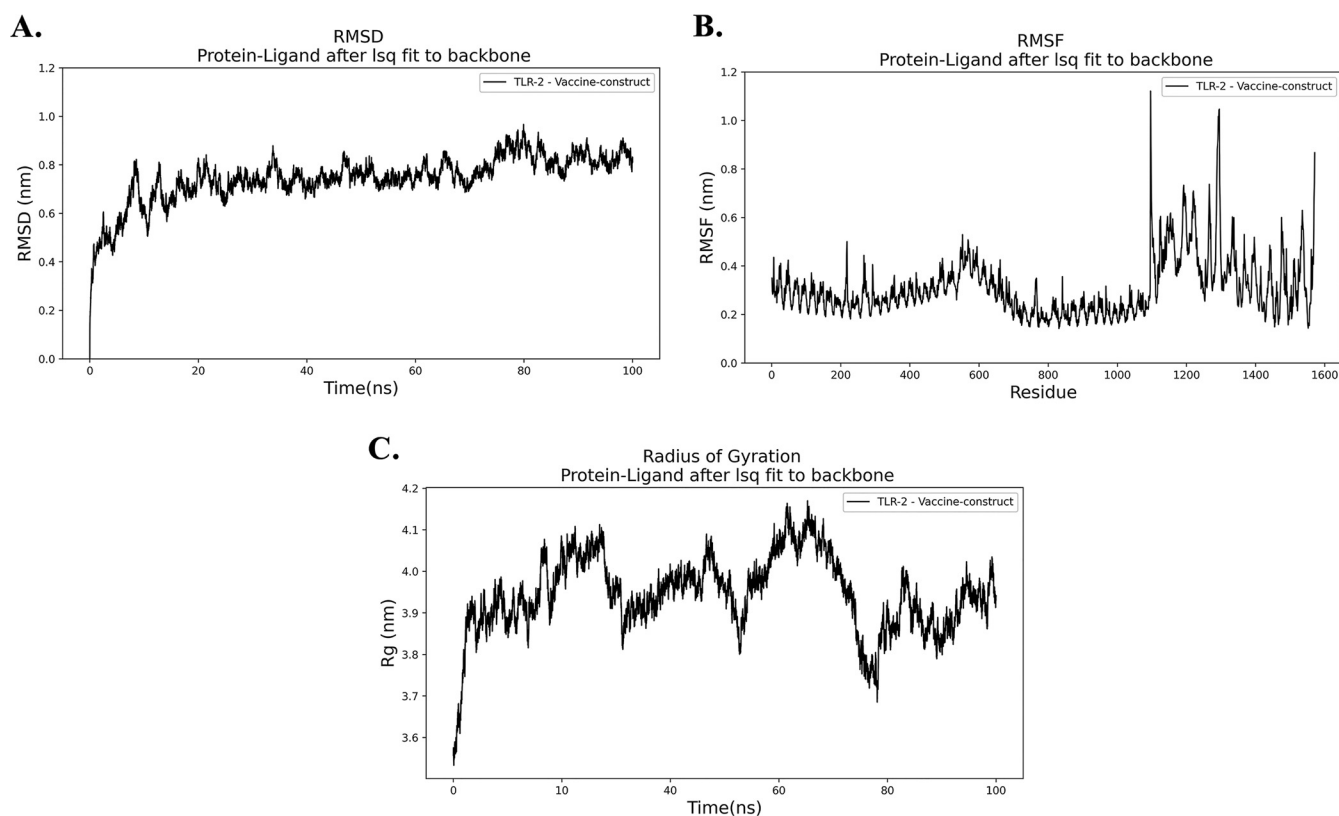 A.
RMSD
Protein-Ligand after lsq fit to backbone
TLR-2 - Vaccine-construct
RMSD (nm)
1.2
1.0
0.8
0.6
0.4
0.2
0.0
0 20 40 60 80 100
Time(ns)
B.
RMSF
Protein-Ligand after lsq fit to backbone
TLR-2 - Vaccine-construct
RMSF (nm)
1.2
1.0
0.8
0.6
0.4
0.2
0.0
0 200 400 600 800 1000 1200 1400 1600
Residue
C.
Radius of Gyration
Protein-Ligand after lsq fit to backbone
TLR-2 - Vaccine-construct
Rg (nm)
4.2
4.1
4.0
3.9
3.8
3.7
3.6
0 10 40 60 80 100
Time(ns)